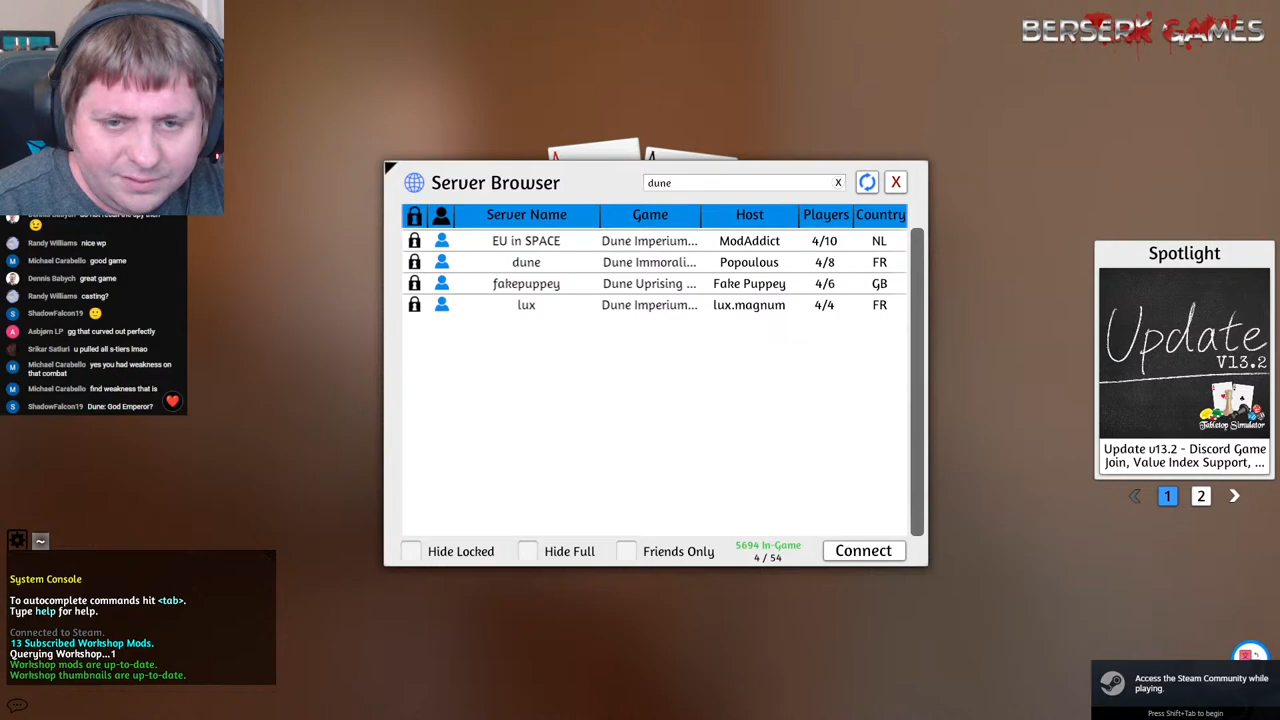 BERSERK GAMES
Server Browser
dune
X
X
Server Name Game Host Players Country
EU in SPACE Dune Imperium... ModAddict 4/10 NL
dune Dune Immorali... Popoulous 4/8 FR
fakepuppey Dune Uprising ... Fake Puppey 4/6 GB
lux Dune Imperium... lux.magnum 4/4 FR
Hide Locked
Hide Full
Friends Only
5694 In-Game
4 / 54
Connect
Dennis Babych
Randy Williams nice wp
Michael Carabello good game
Dennis Babych great game
Randy Williams casting?
ShadowFalcon19
Asbjørn LP gg that curved out perfectly
Srikar Satluri u pulled all s-tiers lmao
Michael Carabello yes you had weakness on
that combat
Michael Carabello find weakness that is
ShadowFalcon19 Dune: God Emperor?
Spotlight
Update
V13.2
Tabletop Simulator
Update v13.2 - Discord Game
Join, Valve Index Support, ...
1
2
~
System Console
To autocomplete commands hit <tab>.
Type help for help.
Connected to Steam.
13 Subscribed Workshop Mods.
Querying Workshop...1
Workshop mods are up-to-date.
Workshop thumbnails are up-to-date.
Access the Steam Community while
playing.
Press Shift+Tab to begin